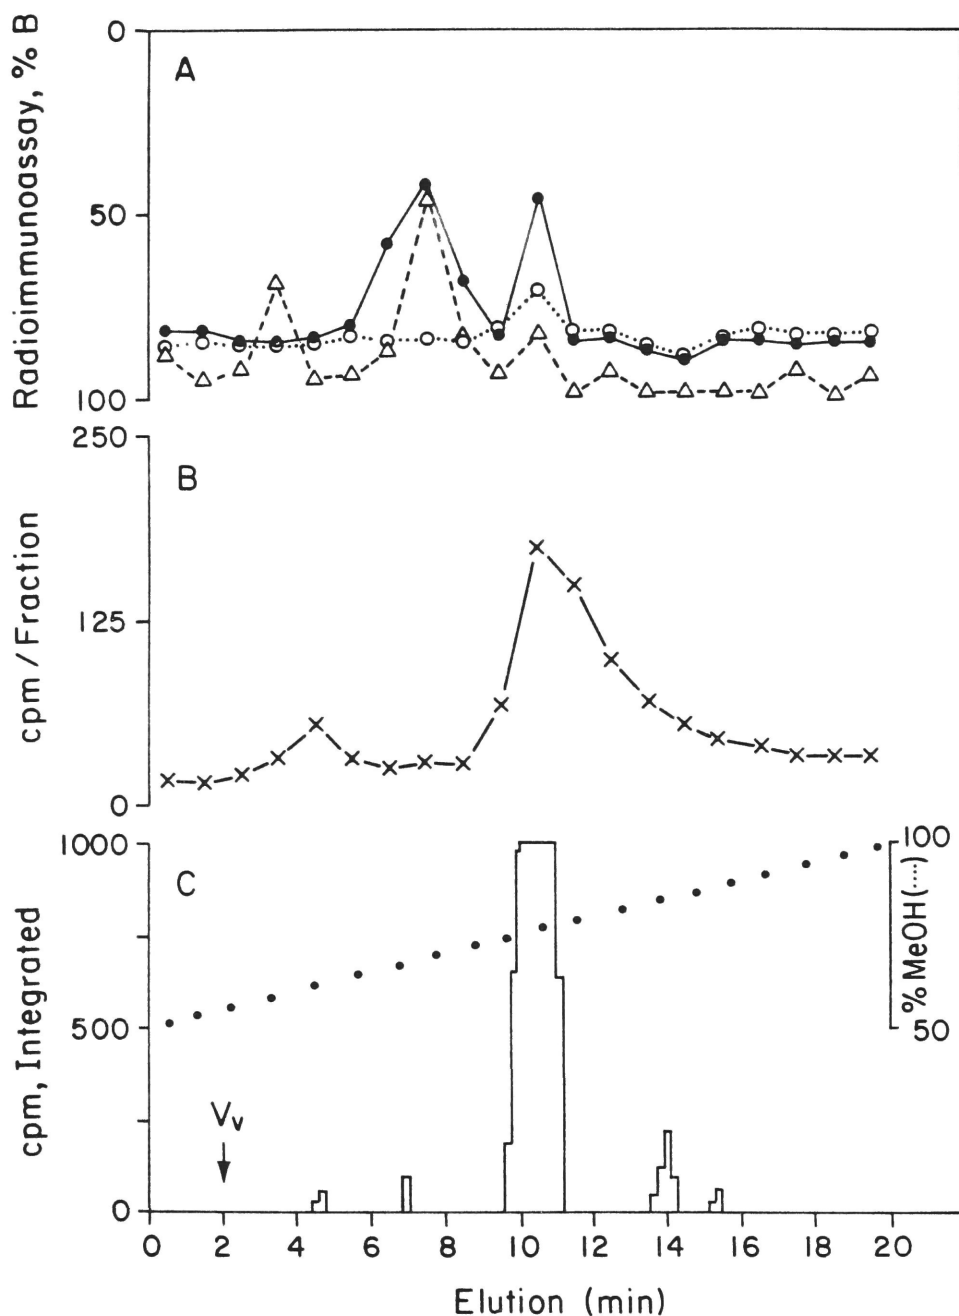 Radioimmunoassay, % B
0
50
100
A
cpm / Fraction
250
125
0
B
cpm, Integrated
1000
500
0
C
V_v
100
50
% MeOH (....)
0 2 4 6 8 10 12 14 16 18 20
Elution (min)